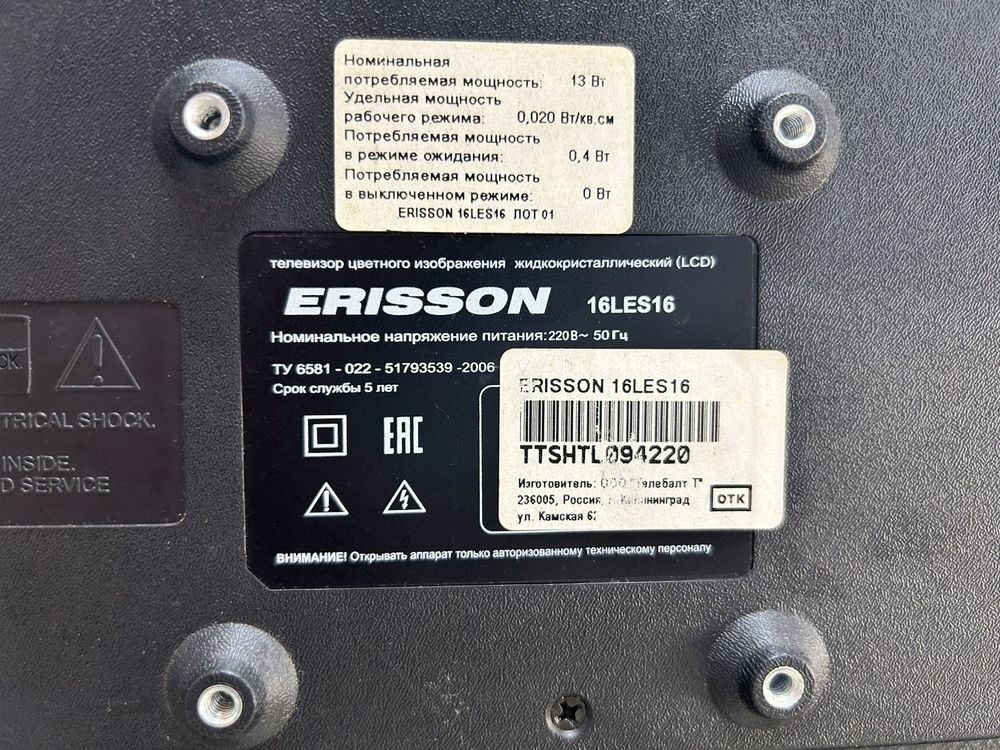 Номинальная
потребляемая мощность: 13 Вт
Удельная мощность
рабочего режима: 0,020 Вт/кв.см
Потребляемая мощность
в режиме ожидания: 0,4 Вт
Потребляемая мощность
в выключенном режиме: 0 Вт
ERISSON 16LES16 ЛОТ 01
телевизор цветного изображения жидкокристаллический (LCD)
ERISSON 16LES16
Номинальное напряжение питания: 220В~ 50Гц
ТУ 6581 - 022 - 51793539 -2006
Срок службы 5 лет
EAC
ERISSON 16LES16
TTSHTL094220
Изготовитель: ООО "Телебалт Т"
236005, Россия, г. Калининград
ул. Камская
ОТК
ВНИМАНИЕ! Открывать аппарат только авторизованному техническому персоналу
CK.
TRICAL SHOCK.
INSIDE.
D SERVICE